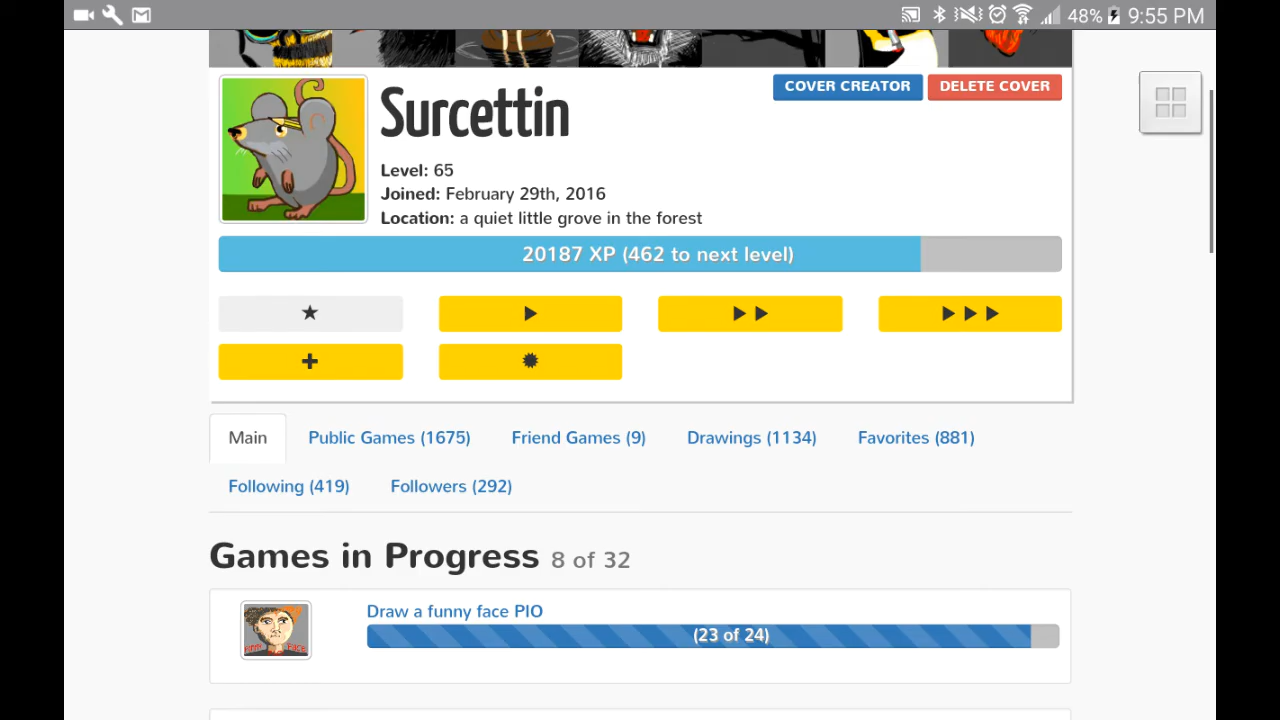 48% 9:55 PM
Surcettin
COVER CREATOR DELETE COVER
Level: 65
Joined: February 29th, 2016
Location: a quiet little grove in the forest
20187 XP (462 to next level)
Main Public Games (1675) Friend Games (9) Drawings (1134) Favorites (881)
Following (419) Followers (292)
Games in Progress 8 of 32
Draw a funny face PIO
(23 of 24)